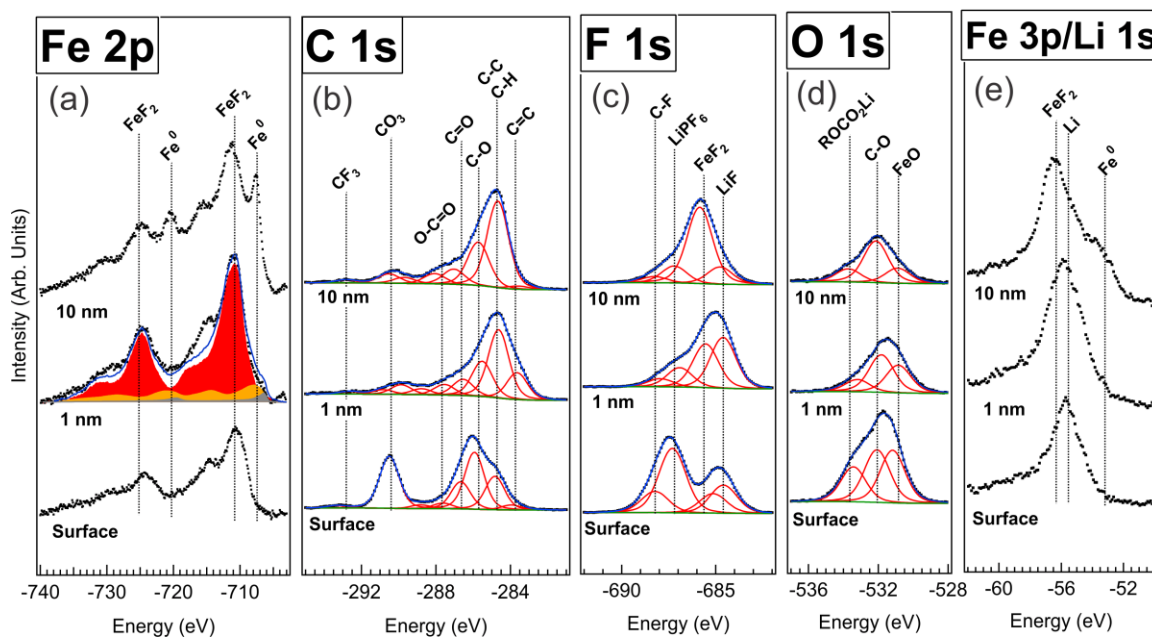 Fe 2p
C 1s
F 1s
O 1s
Fe 3p/Li 1s
(a)
(b)
(c)
(d)
(e)
Intensity (Arb. Units)
FeF2
Fe0
FeF2
Fe0
10 nm
1 nm
Surface
-740
-730
-720
-710
Energy (eV)
CF3
CO3
O-C=O
C=O
C-O
C-C
C-H
C=C
10 nm
1 nm
Surface
-292
-288
-284
Energy (eV)
C-F
LiPF6
FeF2
LiF
10 nm
1 nm
Surface
-690
-685
Energy (eV)
ROCO2Li
C-O
FeO
10 nm
1 nm
Surface
-536
-532
-528
Energy (eV)
FeF2
Li
Fe0
10 nm
1 nm
Surface
-60
-56
-52
Energy (eV)